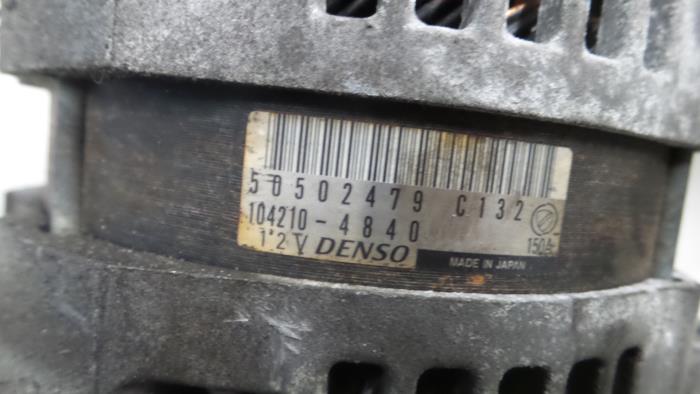 50502479 C132
104210-4840 150A
12V DENSO MADE IN JAPAN